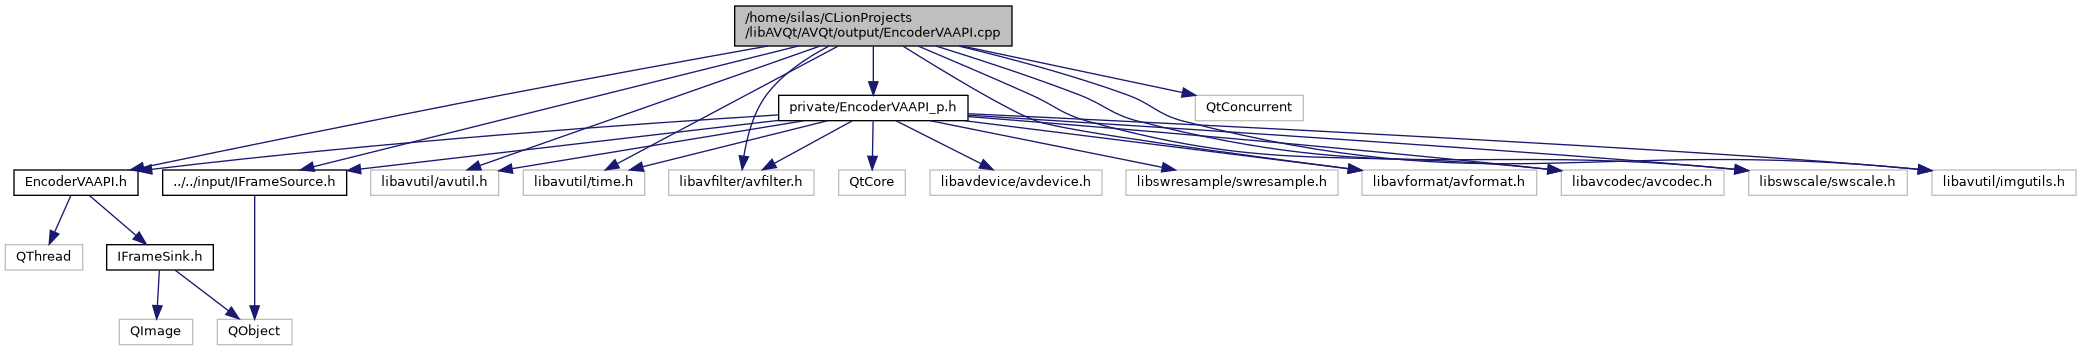 /home/silas/CLionProjects
/libAVQt/AVQt/output/EncoderVAAPI.cpp
private/EncoderVAAPI_p.h
QtConcurrent
EncoderVAAPI.h
../../input/IFrameSource.h
libavutil/avutil.h
libavutil/time.h
libavfilter/avfilter.h
QtCore
libavdevice/avdevice.h
libswresample/swresample.h
libavformat/avformat.h
libavcodec/avcodec.h
libswscale/swscale.h
libavutil/imgutils.h
QThread
IFrameSink.h
QImage
QObject